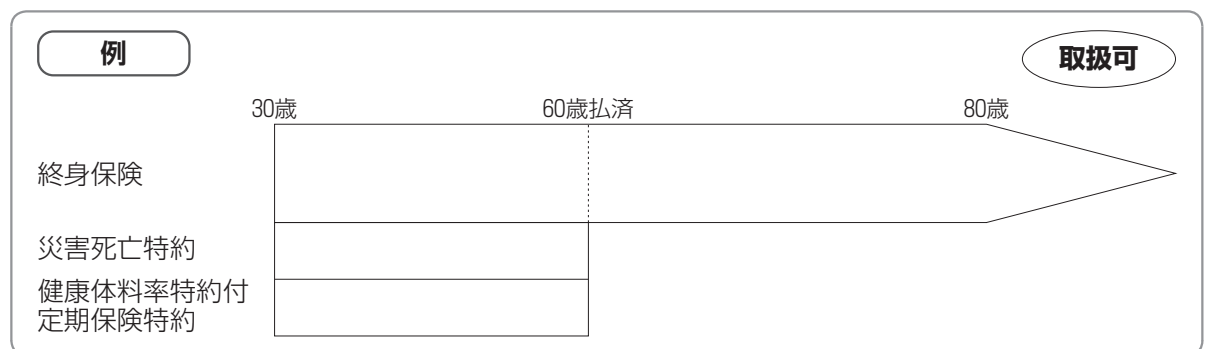 例
取扱可
30歳 60歳払済 80歳
終身保険
災害死亡特約
健康体料率特約付
定期保険特約